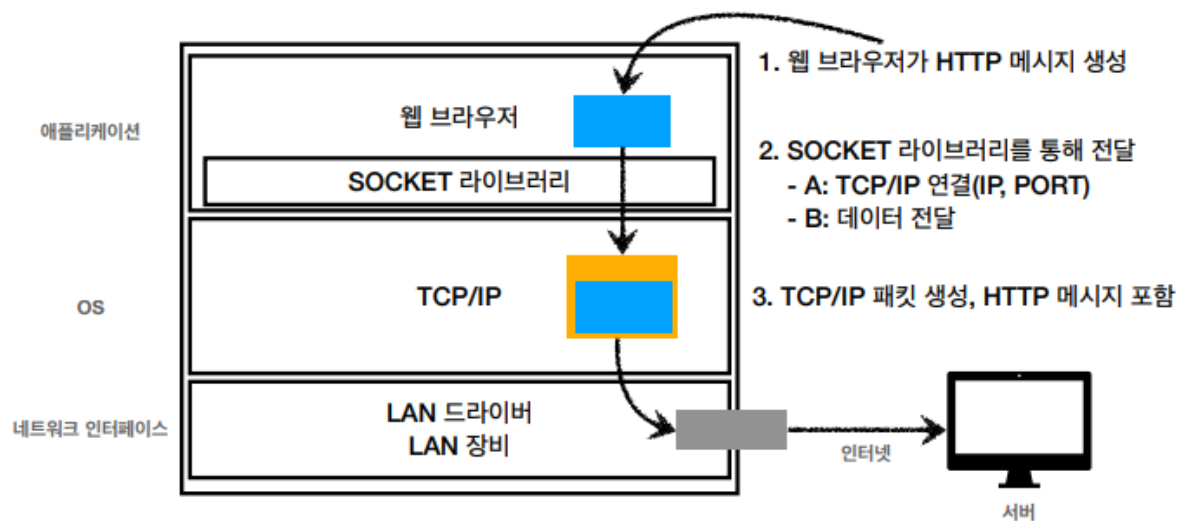 1. 웹 브라우저가 HTTP 메시지 생성
애플리케이션
웹 브라우저
SOCKET 라이브러리
2. SOCKET 라이브러리를 통해 전달
- A: TCP/IP 연결(IP, PORT)
- B: 데이터 전달
OS
TCP/IP
3. TCP/IP 패킷 생성, HTTP 메시지 포함
네트워크 인터페이스
LAN 드라이버
LAN 장비
인터넷
서버